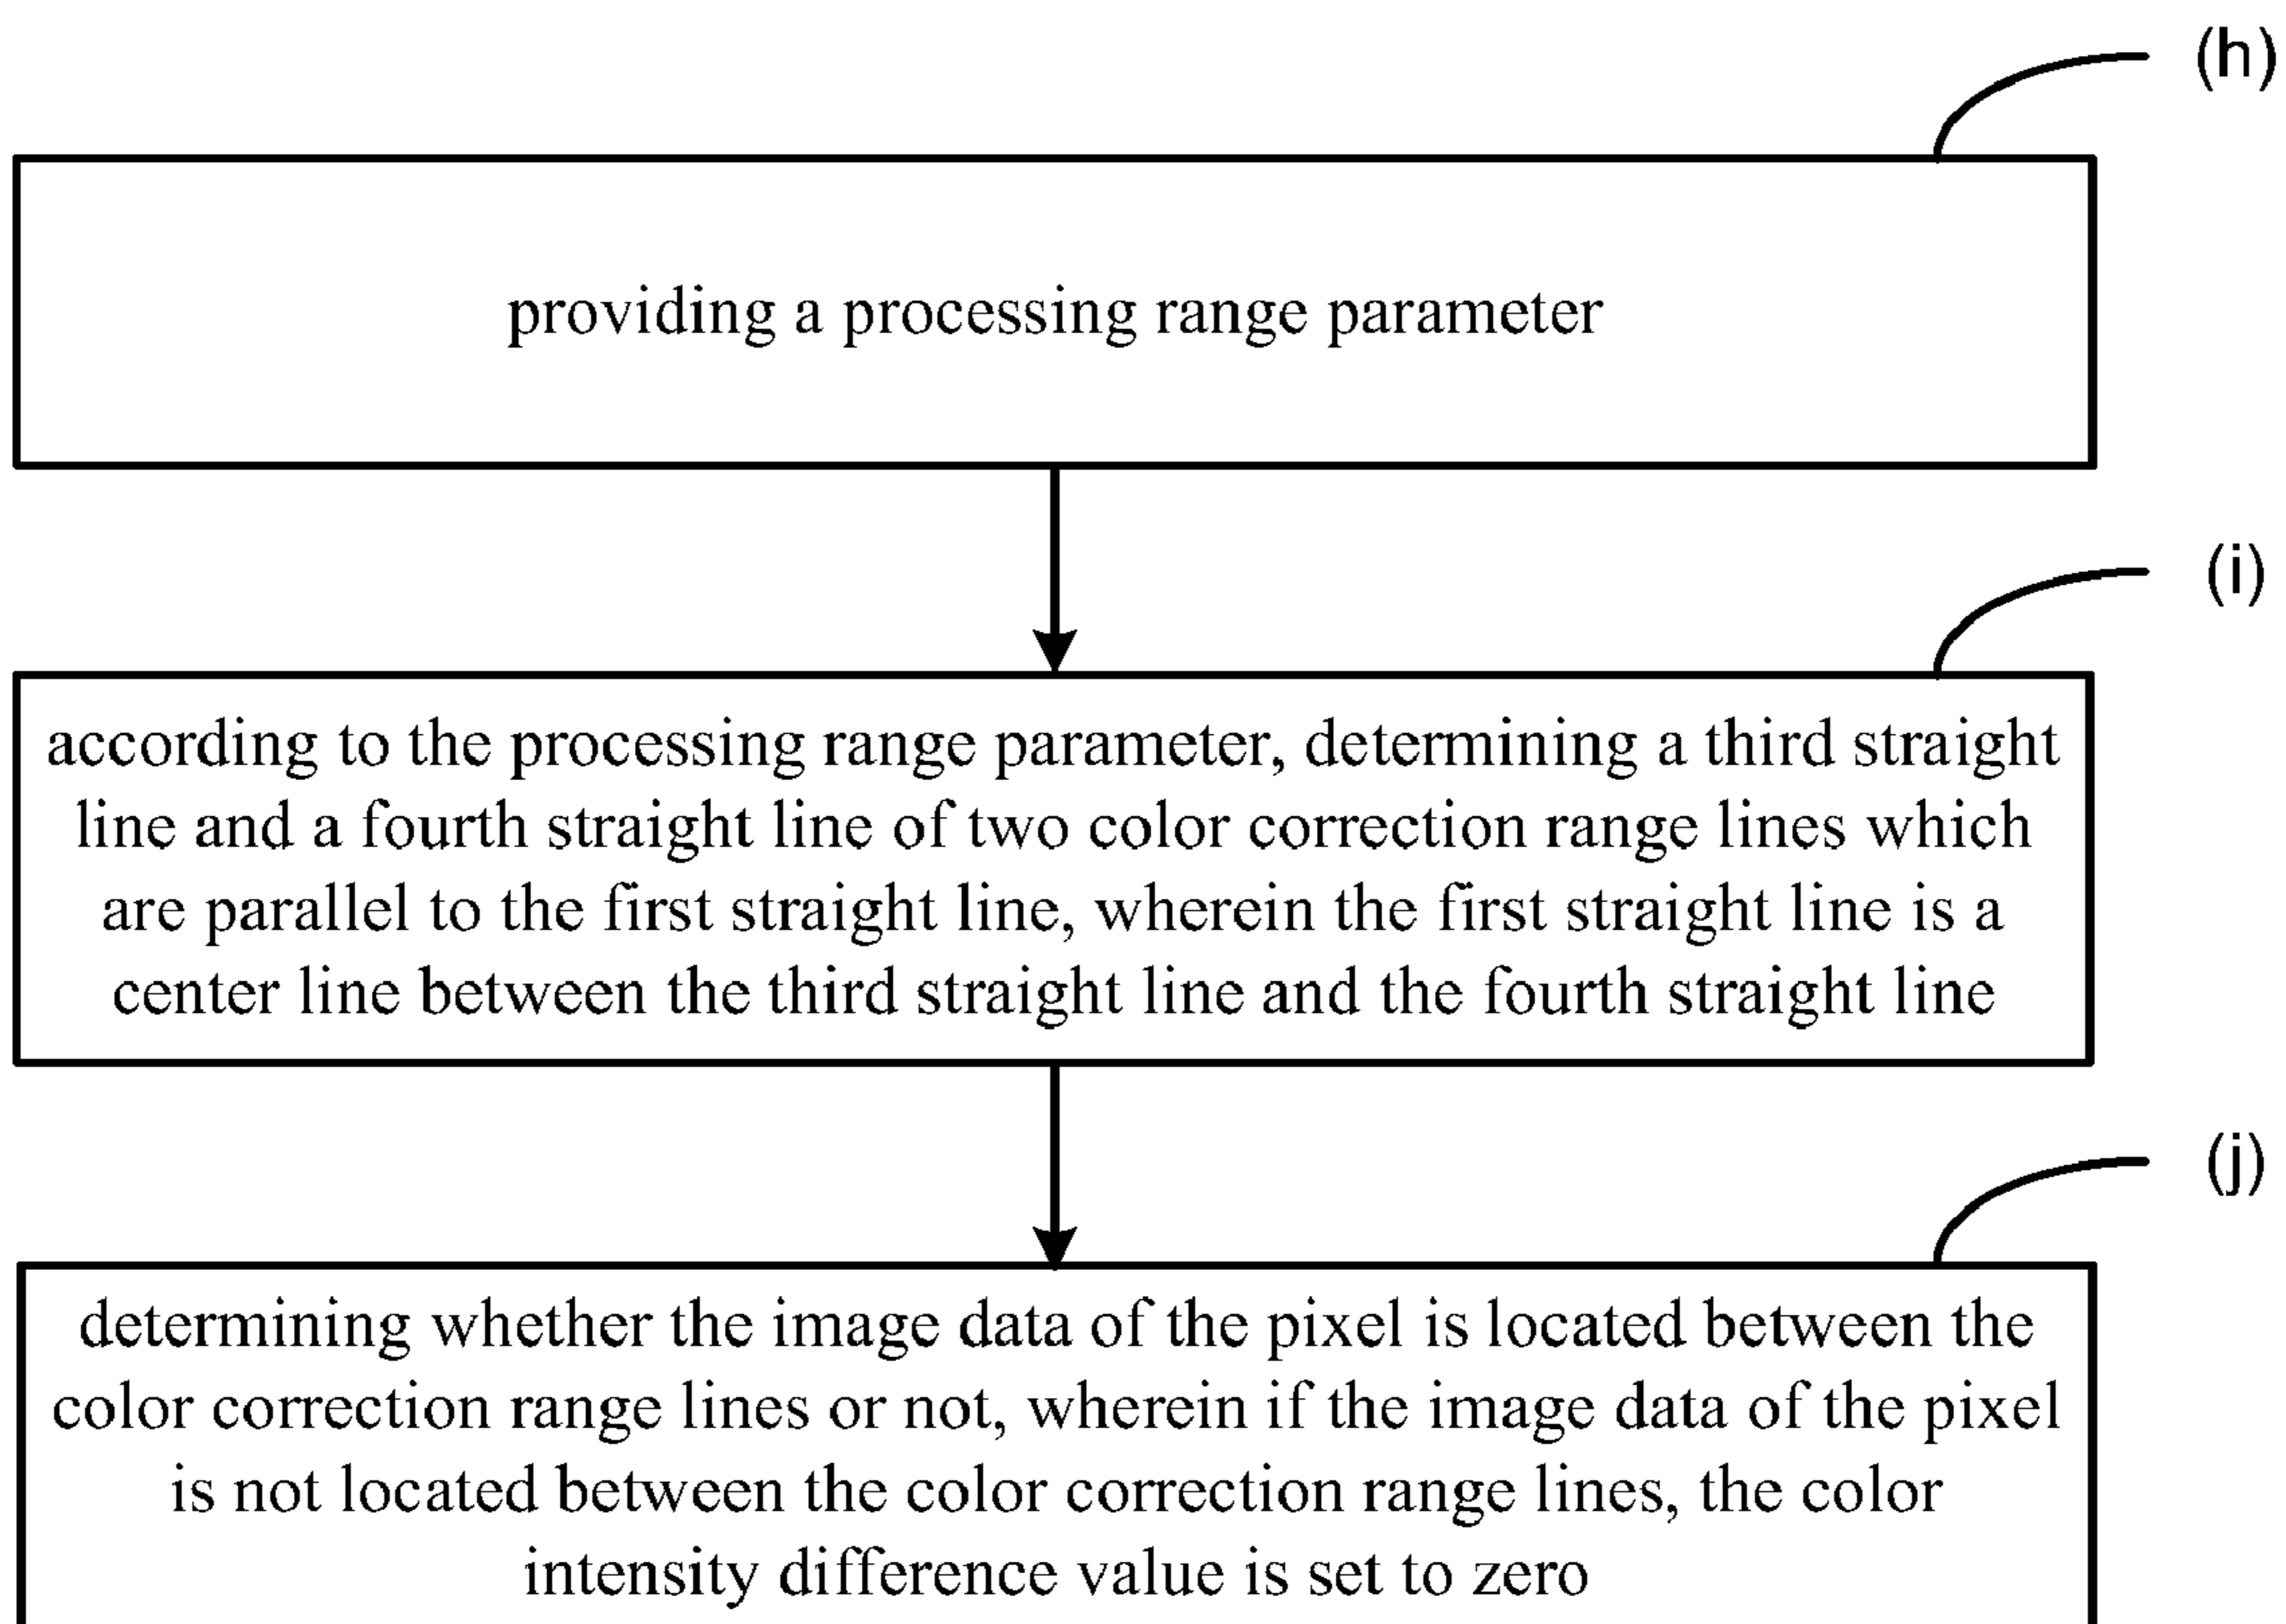 (h)
providing a processing range parameter
(i)
according to the processing range parameter, determining a third straight
line and a fourth straight line of two color correction range lines which
are parallel to the first straight line, wherein the first straight line is a
center line between the third straight line and the fourth straight line
(j)
determining whether the image data of the pixel is located between the
color correction range lines or not, wherein if the image data of the pixel
is not located between the color correction range lines, the color
intensity difference value is set to zero